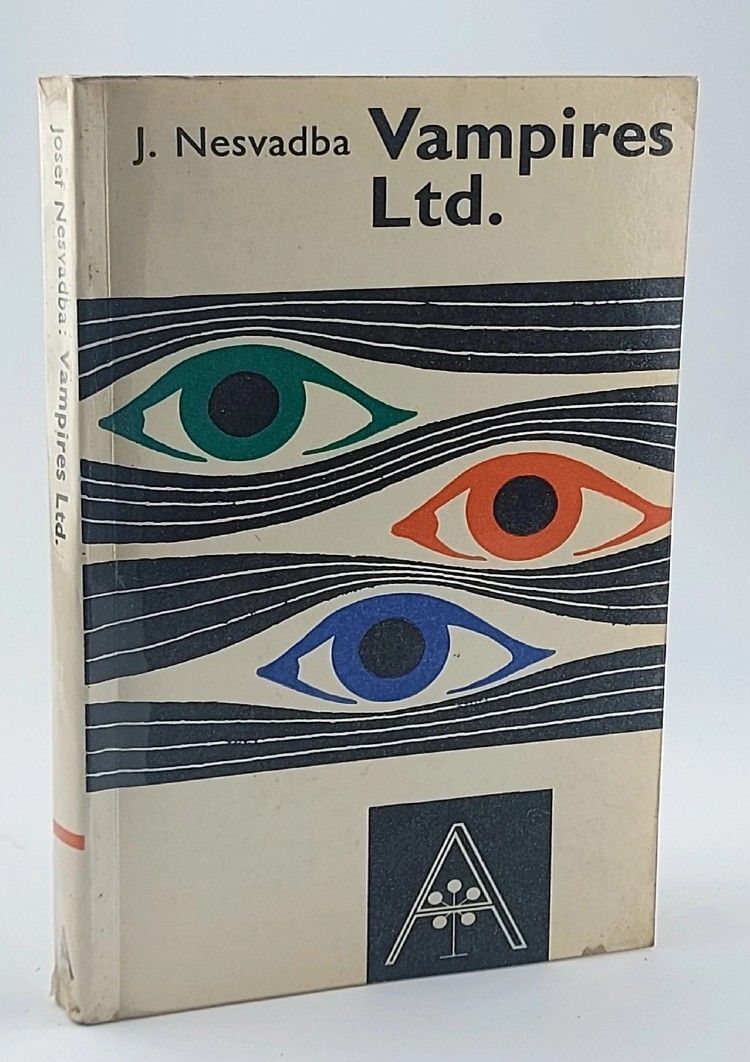 J. Nesvadba Vampires
Ltd.
Josef Nesvadba: Vampires Ltd.
A
A